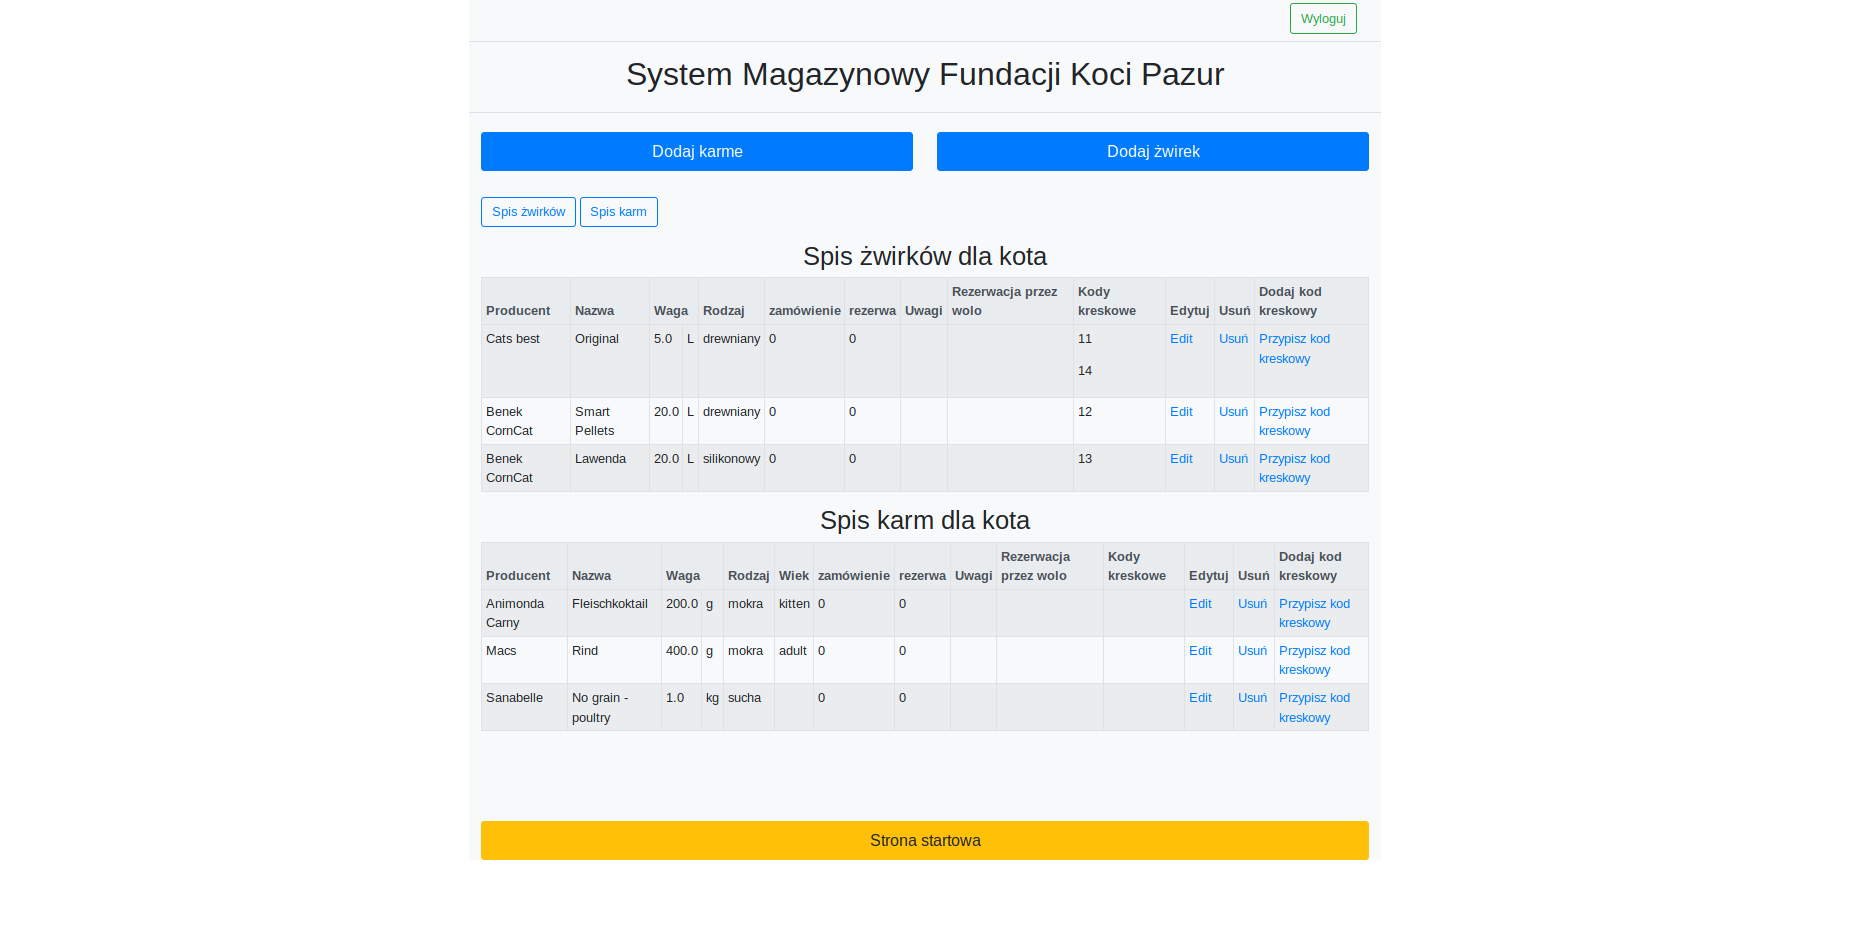 Wyloguj
System Magazynowy Fundacji Koci Pazur
Dodaj karme Dodaj żwirek
Spis żwirków Spis karm
Spis żwirków dla kota
Producent Nazwa Waga Rodzaj zamówienie rezerwa Uwagi Rezerwacja przez wolo Kody kreskowe Edytuj Usuń Dodaj kod kreskowy
Cats best Original 5.0 L drewniany 0 0 11 14 Edit Usuń Przypisz kod kreskowy
Benek CornCat Smart Pellets 20.0 L drewniany 0 0 12 Edit Usuń Przypisz kod kreskowy
Benek CornCat Lawenda 20.0 L silikonowy 0 0 13 Edit Usuń Przypisz kod kreskowy
Spis karm dla kota
Producent Nazwa Waga Rodzaj Wiek zamówienie rezerwa Uwagi Rezerwacja przez wolo Kody kreskowe Edytuj Usuń Dodaj kod kreskowy
Animonda Carny Fleischkoktail 200.0 g mokra kitten 0 0 Edit Usuń Przypisz kod kreskowy
Macs Rind 400.0 g mokra adult 0 0 Edit Usuń Przypisz kod kreskowy
Sanabelle No grain - poultry 1.0 kg sucha 0 0 Edit Usuń Przypisz kod kreskowy
Strona startowa